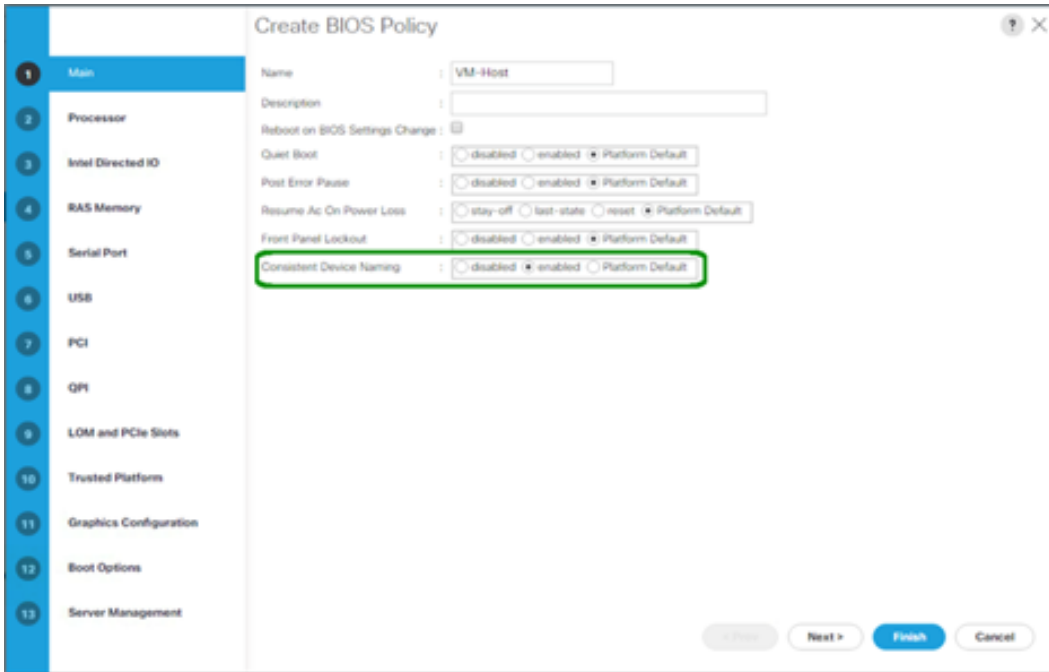 Create BIOS Policy
? ×
1 Main
2 Processor
3 Intel Directed IO
4 RAS Memory
5 Serial Port
6 USB
7 PCI
8 QPI
9 LOM and PCIe Slots
10 Trusted Platform
11 Graphics Configuration
12 Boot Options
13 Server Management
Name : VM-Host
Description :
Reboot on BIOS Settings Change :
Quiet Boot : disabled enabled Platform Default
Post Error Pause : disabled enabled Platform Default
Resume Ac On Power Loss : stay-off last-state reset Platform Default
Front Panel Lockout : disabled enabled Platform Default
Consistent Device Naming : disabled enabled Platform Default
< Prev Next > Finish Cancel